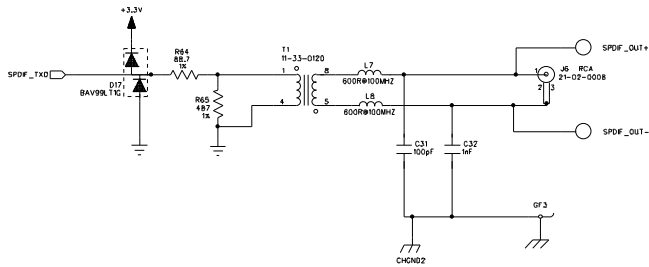 +3.3V
SPDIF_TXO
D17
BAV99LT1G
R64
88.7
1%
R65
487
1%
T1
11-33-0120
1
4
8
5
L7
600R@100MHZ
L8
600R@100MHZ
C31
100pF
C32
1nF
CHGND2
GF3
1
2
3
J6 RCA
21-02-0008
SPDIF_OUT+
SPDIF_OUT-